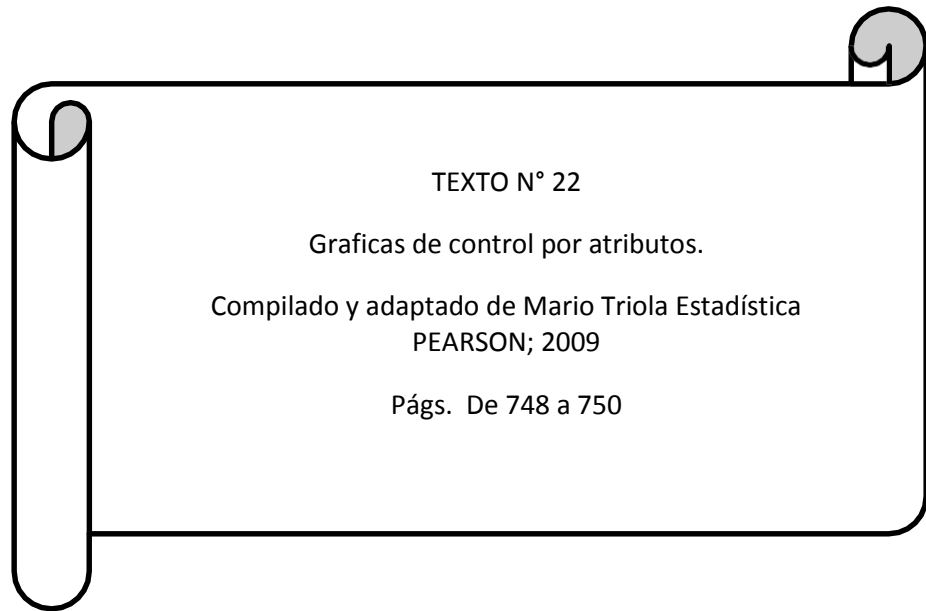 TEXTO N° 22
Graficas de control por atributos.
Compilado y adaptado de Mario Triola Estadística
PEARSON; 2009
Págs. De 748 a 750